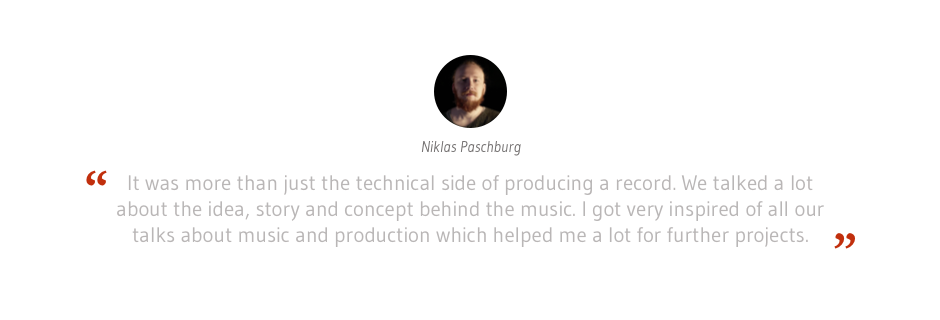 Niklas Paschburg
“ It was more than just the technical side of producing a record. We talked a lot
about the idea, story and concept behind the music. I got very inspired of all our
talks about music and production which helped me a lot for further projects. ”